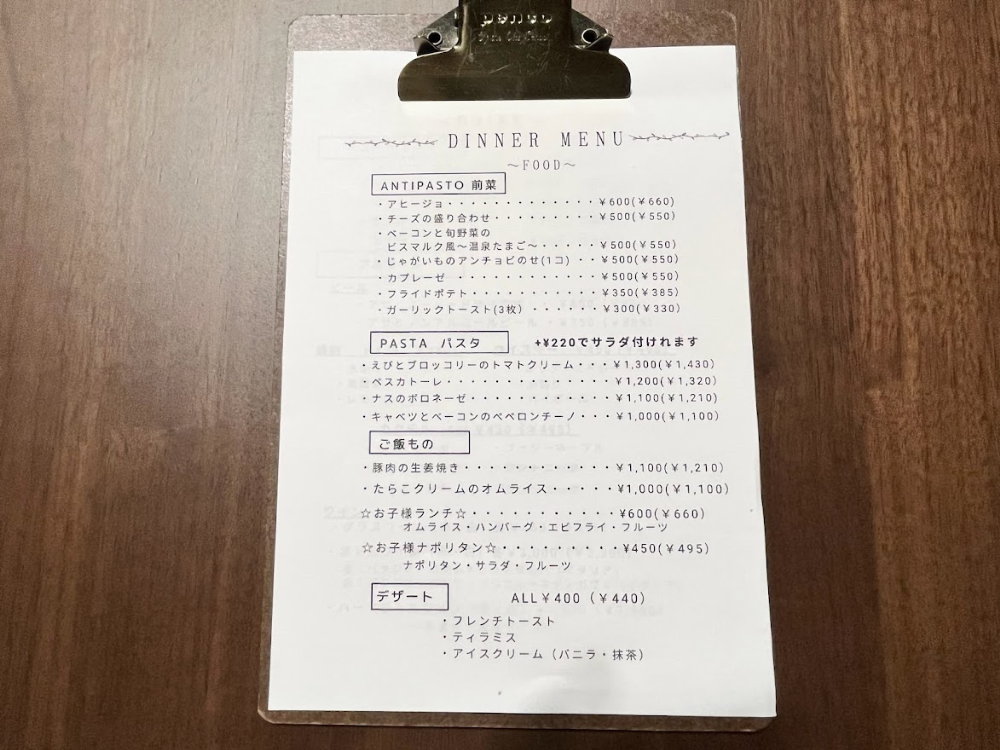 DINNER MENU
～FOOD～
ANTIPASTO 前菜
・アヒージョ・・・・・・・・・・・・・￥600(￥660)
・チーズの盛り合わせ・・・・・・・・・￥500(￥550)
・ベーコンと旬野菜の
ビスマルク風～温泉たまご～・・・・・￥500(￥550)
・じゃがいものアンチョビのせ(1コ) ・・￥500(￥550)
・カプレーゼ ・・・・・・・・・・・・￥500(￥550)
・フライドポテト・・・・・・・・・・・￥350(￥385)
・ガーリックトースト(3枚) ・・・・・・￥300(￥330)
PASTA パスタ +¥220でサラダ付けれます
・えびとブロッコリーのトマトクリーム・・・￥1,300(￥1,430)
・ペスカトーレ・・・・・・・・・・・・・￥1,200(￥1,320)
・ナスのボロネーゼ・・・・・・・・・・・¥1,100(￥1,210)
・キャベツとベーコンのペペロンチーノ・・・¥1,000(￥1,100)
ご飯もの
・豚肉の生姜焼き・・・・・・・・・・・・¥1,100(￥1,210)
・たらこクリームのオムライス・・・・・¥1,000(￥1,100)
☆お子様ランチ☆・・・・・・・・・・・¥600(￥660)
オムライス・ハンバーグ・エビフライ・フルーツ
☆お子様ナポリタン☆・・・・・・・・・¥450(￥495)
ナポリタン・サラダ・フルーツ
デザート ALL￥400（￥440）
・フレンチトースト
・ティラミス
・アイスクリーム（バニラ・抹茶）